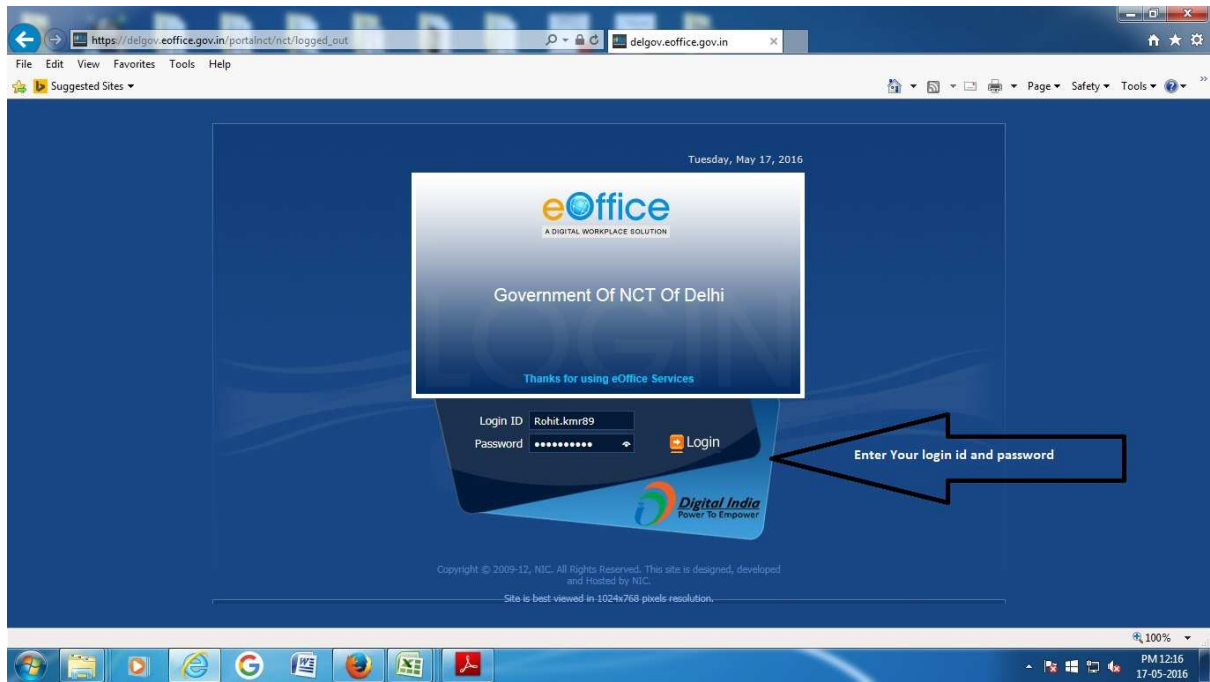 https://delgov.eoffice.gov.in/portalnct/nct/logged_out
delgov.eoffice.gov.in
File Edit View Favorites Tools Help
Suggested Sites
Page Safety Tools
Tuesday, May 17, 2016
eOffice
A DIGITAL WORKPLACE SOLUTION
Government Of NCT Of Delhi
LOGIN
Thanks for using eOffice Services
Login ID Rohit.kmr89
Password •••••••••• Login
Enter Your login id and password
Digital India
Power To Empower
Copyright © 2009-12, NIC. All Rights Reserved. This site is designed, developed
and Hosted by NIC.
Site is best viewed in 1024x768 pixels resolution.
100%
PM 12:16
17-05-2016